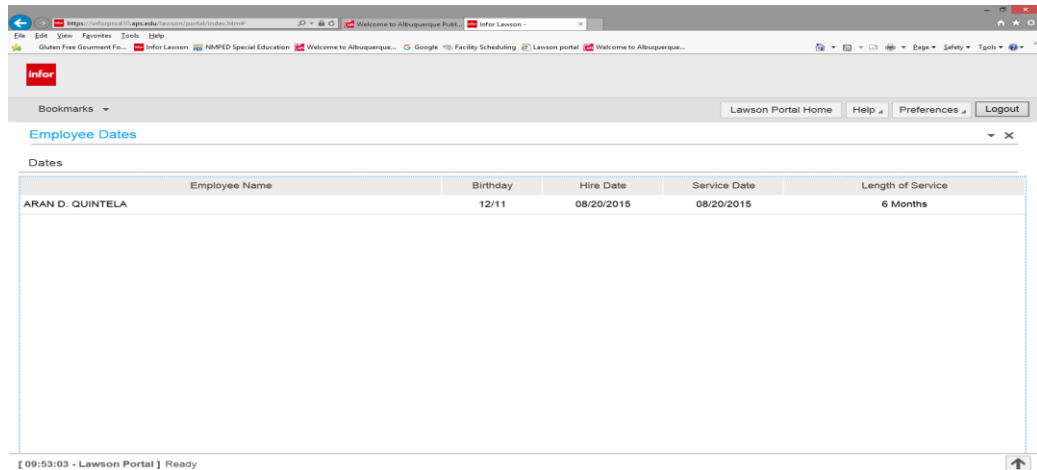 https://inforprod10.aps.edu/lawson/portal/index.htm#
Welcome to Albuquerque Publ...
Infor Lawson -
File Edit View Favorites Tools Help
Gluten Free Gourment Fo... Infor Lawson NMPED Special Education Welcome to Albuquerque... Google Facility Scheduling Lawson portal Welcome to Albuquerque...
Page Safety Tools
infor
Bookmarks
Lawson Portal Home Help Preferences Logout
Employee Dates
Dates
Employee Name Birthday Hire Date Service Date Length of Service
ARAN D. QUINTELA 12/11 08/20/2015 08/20/2015 6 Months
[ 09:53:03 - Lawson Portal ] Ready